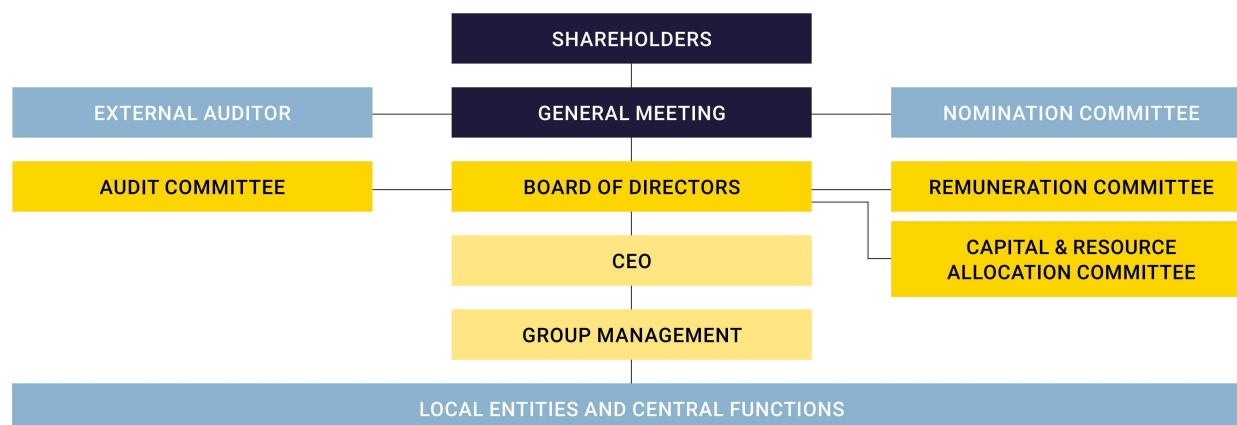 SHAREHOLDERS
EXTERNAL AUDITOR
GENERAL MEETING
NOMINATION COMMITTEE
AUDIT COMMITTEE
BOARD OF DIRECTORS
REMUNERATION COMMITTEE
CAPITAL & RESOURCE
ALLOCATION COMMITTEE
CEO
GROUP MANAGEMENT
LOCAL ENTITIES AND CENTRAL FUNCTIONS